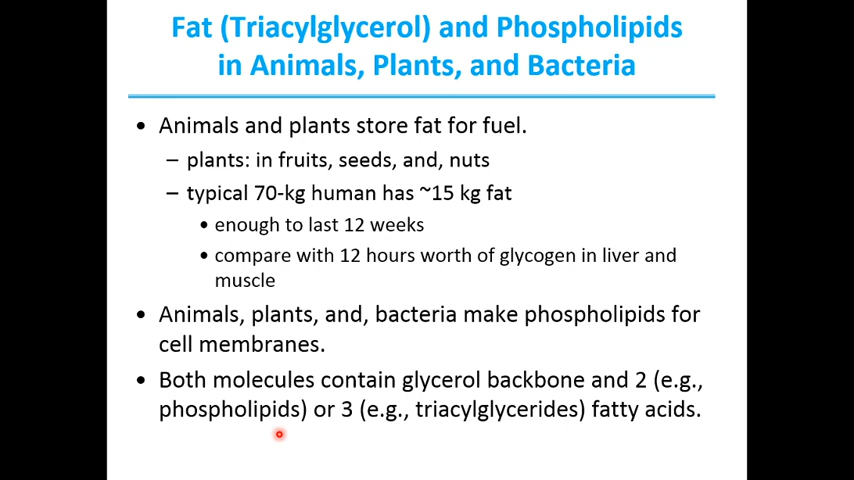 Fat (Triacylglycerol) and Phospholipids
in Animals, Plants, and Bacteria
• Animals and plants store fat for fuel.
– plants: in fruits, seeds, and, nuts
– typical 70-kg human has ~15 kg fat
• enough to last 12 weeks
• compare with 12 hours worth of glycogen in liver and
muscle
• Animals, plants, and, bacteria make phospholipids for
cell membranes.
• Both molecules contain glycerol backbone and 2 (e.g.,
phospholipids) or 3 (e.g., triacylglycerides) fatty acids.